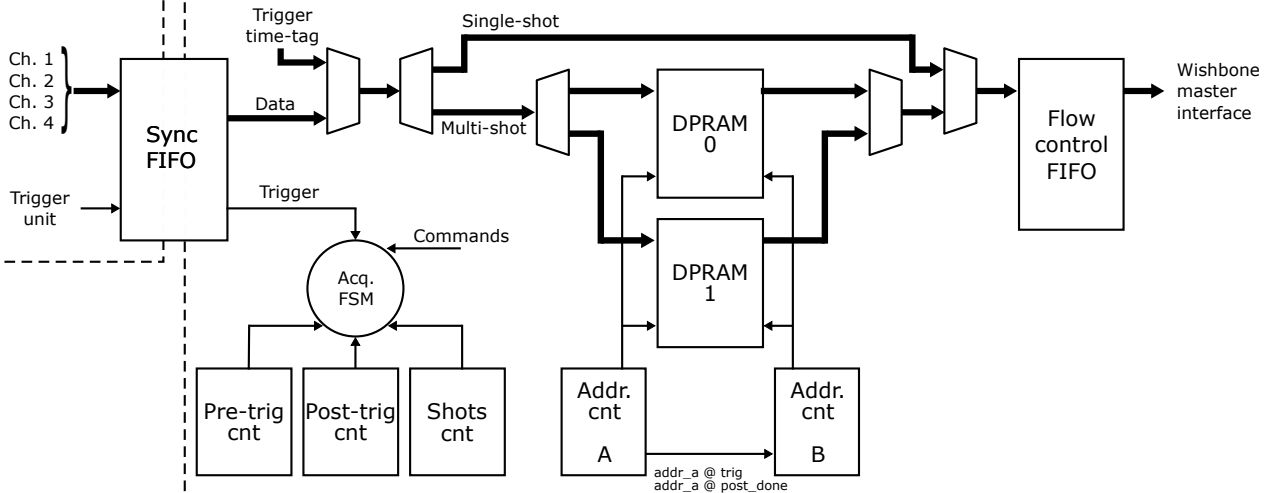 Ch. 1
Ch. 2
Ch. 3
Ch. 4
Trigger
unit
Sync
FIFO
Trigger
time-tag
Data
Trigger
Single-shot
Multi-shot
Commands
Acq.
FSM
Pre-trig
cnt
Post-trig
cnt
Shots
cnt
DPRAM
0
DPRAM
1
Addr.
cnt
A
addr_a @ trig
addr_a @ post_done
Addr.
cnt
B
Flow
control
FIFO
Wishbone
master
interface